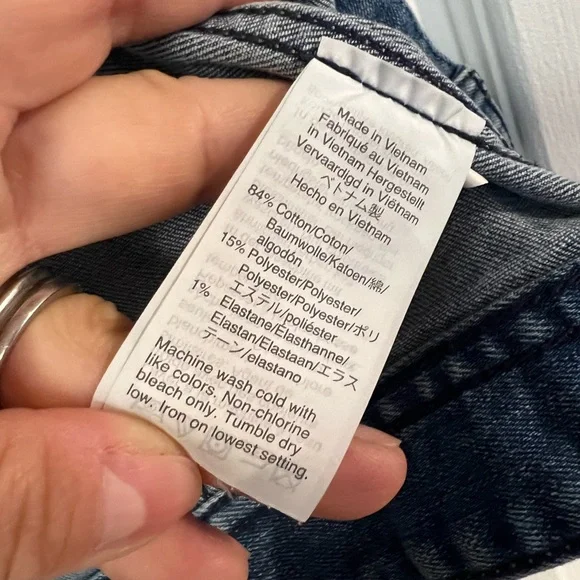 Made in Vietnam
Fabriqué au Vietnam
in Vietnam Hergestellt
Vervaardigd in Viëtnam
ベトナム製
Hecho en Vietnam
84% Cotton/Coton/
Baumwolle/Katoen/綿/
algodón
15% Polyester/Polyester/
Polyester/Polyester/ポリ
エステル/poliéster
1% Elastane/Élasthanne/
Elastan/Elastaan/エラス
テーン/elastano
Machine wash cold with
like colors. Non-chlorine
bleach only. Tumble dry
low. Iron on lowest setting.